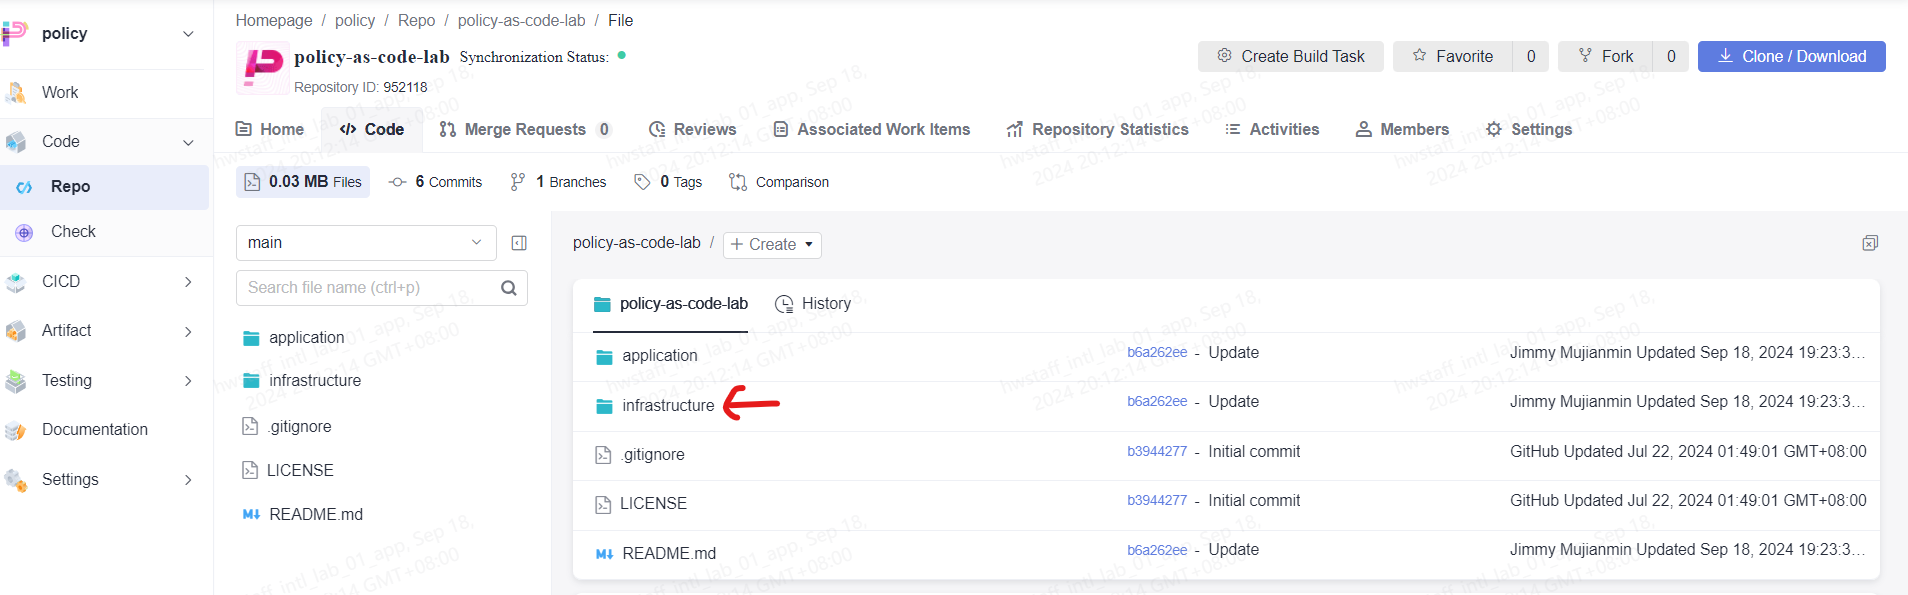 policy
Work
Code
Repo
Check
CICD
Artifact
Testing
Documentation
Settings
Homepage / policy / Repo / policy-as-code-lab / File
policy-as-code-lab Synchronization Status:
Repository ID: 952118
Create Build Task
Favorite 0
Fork 0
Clone / Download
Home
</> Code
Merge Requests 0
Reviews
Associated Work Items
Repository Statistics
Activities
Members
Settings
0.03 MB Files
6 Commits
1 Branches
0 Tags
Comparison
main
Search file name (ctrl+p)
application
infrastructure
.gitignore
LICENSE
M↓ README.md
policy-as-code-lab / + Create
policy-as-code-lab
History
application b6a262ee - Update Jimmy Mujianmin Updated Sep 18, 2024 19:23:3...
infrastructure b6a262ee - Update Jimmy Mujianmin Updated Sep 18, 2024 19:23:3...
.gitignore b3944277 - Initial commit GitHub Updated Jul 22, 2024 01:49:01 GMT+08:00
LICENSE b3944277 - Initial commit GitHub Updated Jul 22, 2024 01:49:01 GMT+08:00
M↓ README.md b6a262ee - Update Jimmy Mujianmin Updated Sep 18, 2024 19:23:3...
hwstaff_intl_lab_01_app, Sep 18,
2024 20:12:14 GMT+08:00